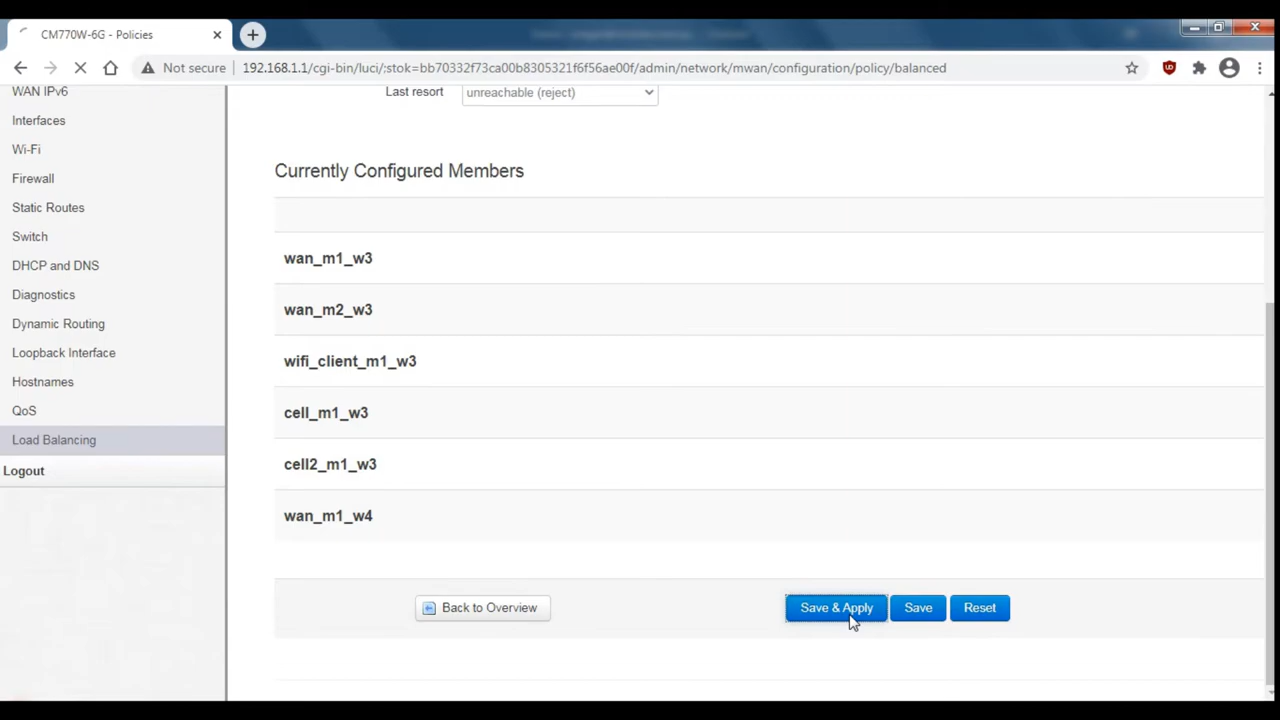 CM770W-6G - Policies
Not secure
192.168.1.1/cgi-bin/luci/;stok=bb70332f73ca00b8305321f6f56ae00f/admin/network/mwan/configuration/policy/balanced
WAN IPv6
Interfaces
Wi-Fi
Firewall
Static Routes
Switch
DHCP and DNS
Diagnostics
Dynamic Routing
Loopback Interface
Hostnames
QoS
Load Balancing
Logout
Last resort
unreachable (reject)
Currently Configured Members
wan_m1_w3
wan_m2_w3
wifi_client_m1_w3
cell_m1_w3
cell2_m1_w3
wan_m1_w4
Back to Overview
Save & Apply
Save
Reset